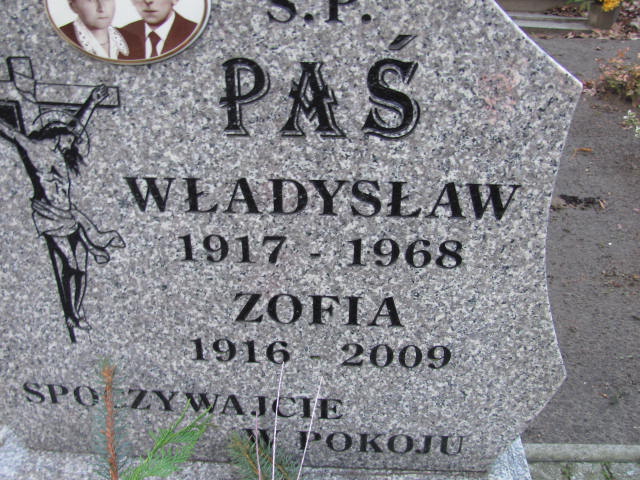 Ś.P.
PAŚ
WŁADYSŁAW
1917 - 1968
ZOFIA
1916 - 2009
SPOCZYWAJCIE
W POKOJU